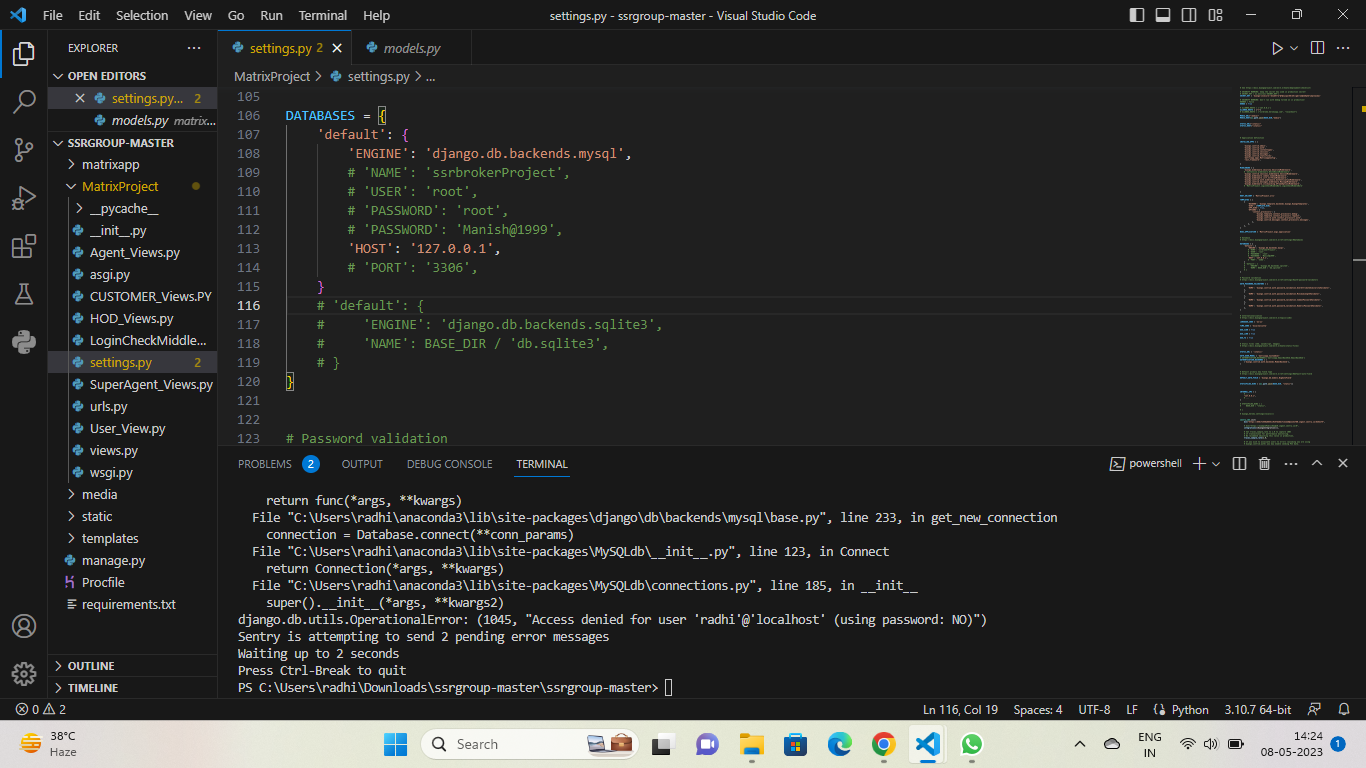 File Edit Selection View Go Run Terminal Help
settings.py - ssrgroup-master - Visual Studio Code
EXPLORER
OPEN EDITORS
settings.py... 2
models.py matrix...
SSRGROUP-MASTER
matrixapp
MatrixProject
__pycache__
__init__.py
Agent_Views.py
asgi.py
CUSTOMER_Views.PY
HOD_Views.py
LoginCheckMiddle...
settings.py 2
SuperAgent_Views.py
urls.py
User_View.py
views.py
wsgi.py
media
static
templates
manage.py
Procfile
requirements.txt
OUTLINE
TIMELINE
settings.py 2
models.py
MatrixProject > settings.py > ...
105
106 DATABASES = {
107 'default': {
108 'ENGINE': 'django.db.backends.mysql',
109 # 'NAME': 'ssrbrokerProject',
110 # 'USER': 'root',
111 # 'PASSWORD': 'root',
112 # 'PASSWORD': 'Manish@1999',
113 'HOST': '127.0.0.1',
114 # 'PORT': '3306',
115 }
116 # 'default': {
117 # 'ENGINE': 'django.db.backends.sqlite3',
118 # 'NAME': BASE_DIR / 'db.sqlite3',
119 # }
120 }
121
122
123 # Password validation
PROBLEMS 2 OUTPUT DEBUG CONSOLE TERMINAL
powershell
return func(*args, **kwargs)
File "C:\Users\radhi\anaconda3\lib\site-packages\django\db\backends\mysql\base.py", line 233, in get_new_connection
connection = Database.connect(**conn_params)
File "C:\Users\radhi\anaconda3\lib\site-packages\MySQLdb\__init__.py", line 123, in Connect
return Connection(*args, **kwargs)
File "C:\Users\radhi\anaconda3\lib\site-packages\MySQLdb\connections.py", line 185, in __init__
super().__init__(*args, **kwargs2)
django.db.utils.OperationalError: (1045, "Access denied for user 'radhi'@'localhost' (using password: NO)")
Sentry is attempting to send 2 pending error messages
Waiting up to 2 seconds
Press Ctrl-Break to quit
PS C:\Users\radhi\Downloads\ssrgroup-master\ssrgroup-master>
0 2
Ln 116, Col 19 Spaces: 4 UTF-8 LF Python 3.10.7 64-bit
38°C
Haze
Search
ENG
IN
14:24
08-05-2023
1